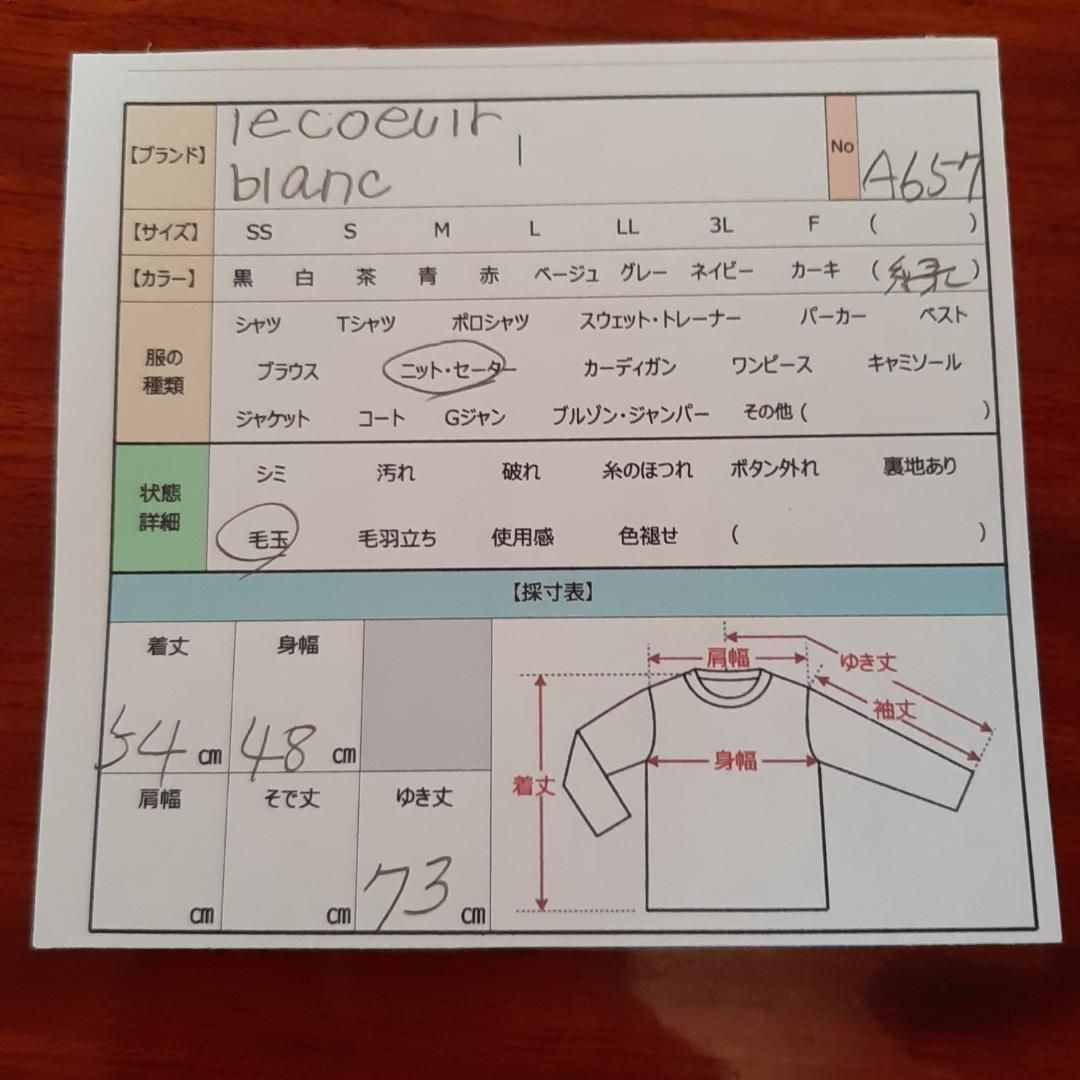 【ブランド】 lecoeuir
blanc
No A657
【サイズ】 SS S M L LL 3L F ( )
【カラー】 黒 白 茶 青 赤 ベージュ グレー ネイビー カーキ ( )
服の
種類
シャツ Tシャツ ポロシャツ スウェット・トレーナー パーカー ベスト
ブラウス ニット・セーター カーディガン ワンピース キャミソール
ジャケット コート Gジャン ブルゾン・ジャンパー その他 ( )
状態
詳細
シミ 汚れ 破れ 糸のほつれ ボタン外れ 裏地あり
毛玉 毛羽立ち 使用感 色褪せ ( )
【採寸表】
着丈 身幅
54 cm 48 cm
肩幅 そで丈 ゆき丈
cm cm 73 cm
肩幅 ゆき丈
袖丈
身幅
着丈